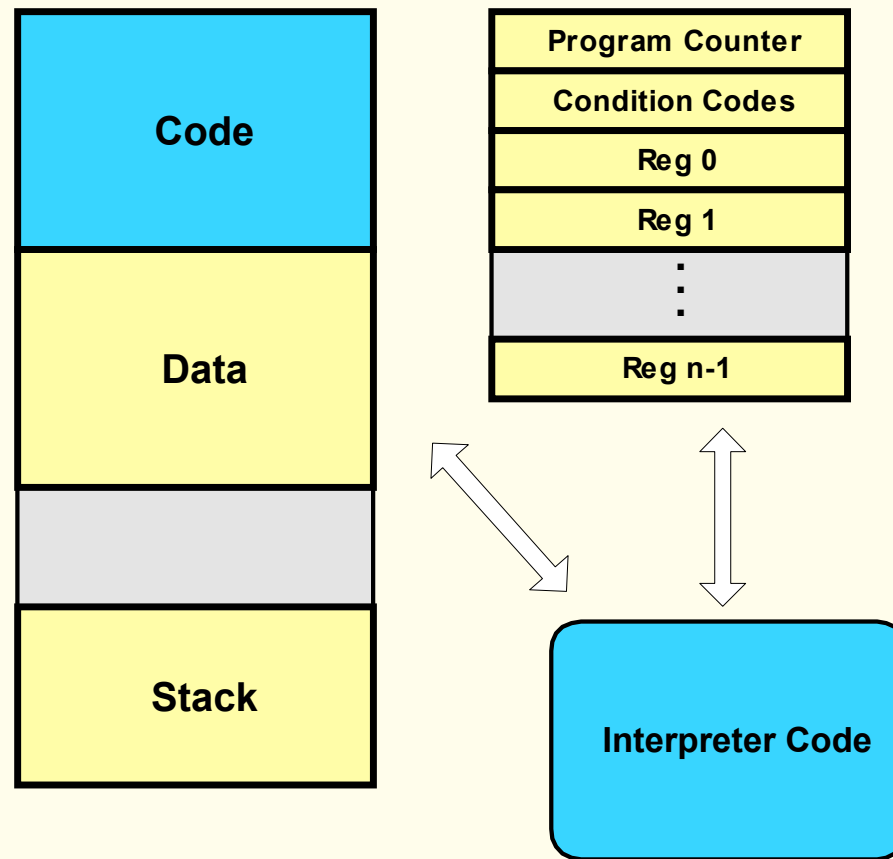 Code
Data
Stack
Program Counter
Condition Codes
Reg 0
Reg 1
Reg n-1
Interpreter Code